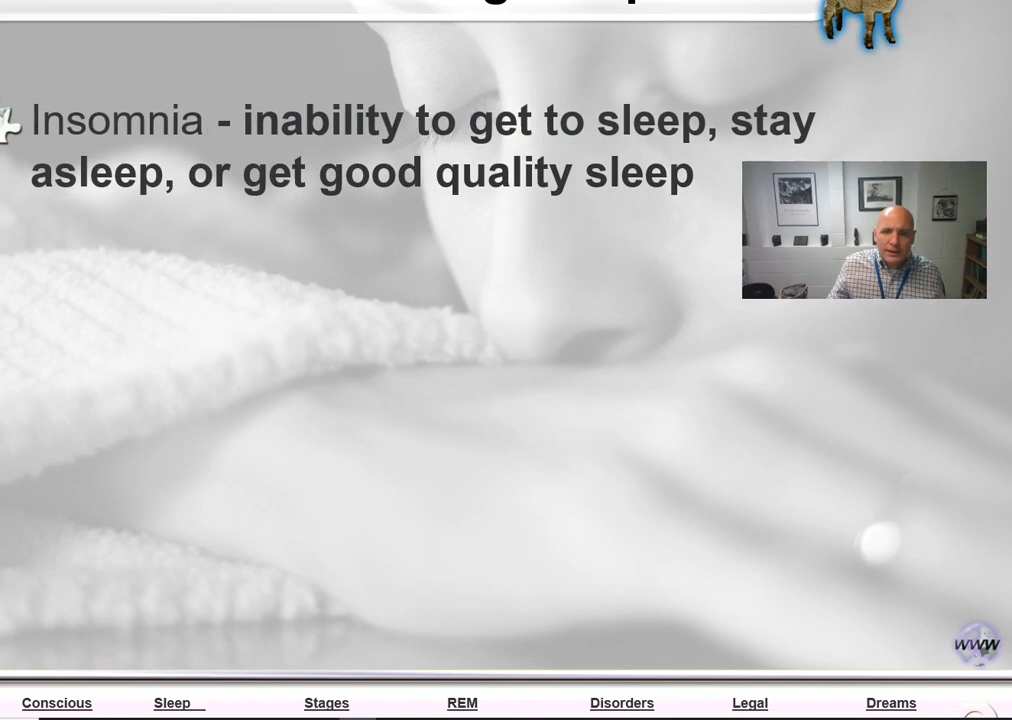 Insomnia - inability to get to sleep, stay
asleep, or get good quality sleep
www
Conscious Sleep Stages REM Disorders Legal Dreams